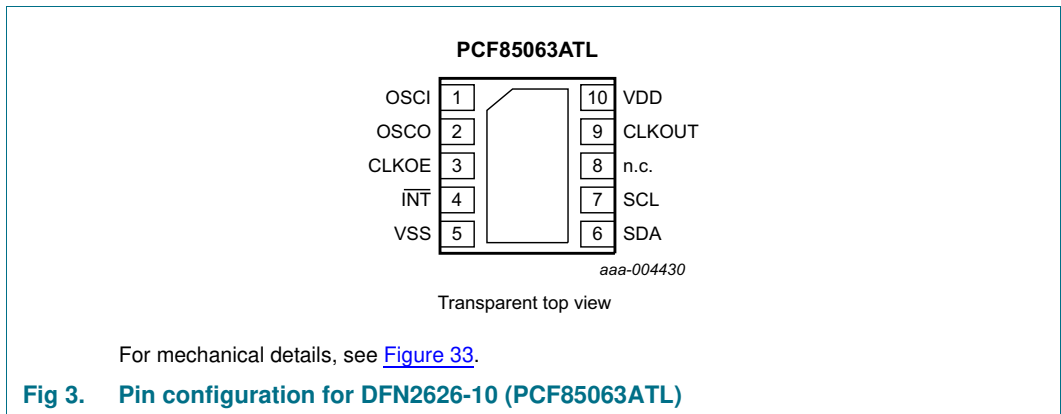 PCF85063ATL
OSCI 1 10 VDD
OSCO 2 9 CLKOUT
CLKOE 3 8 n.c.
INT 4 7 SCL
VSS 5 6 SDA
aaa-004430
Transparent top view
For mechanical details, see Figure 33.
Fig 3. Pin configuration for DFN2626-10 (PCF85063ATL)